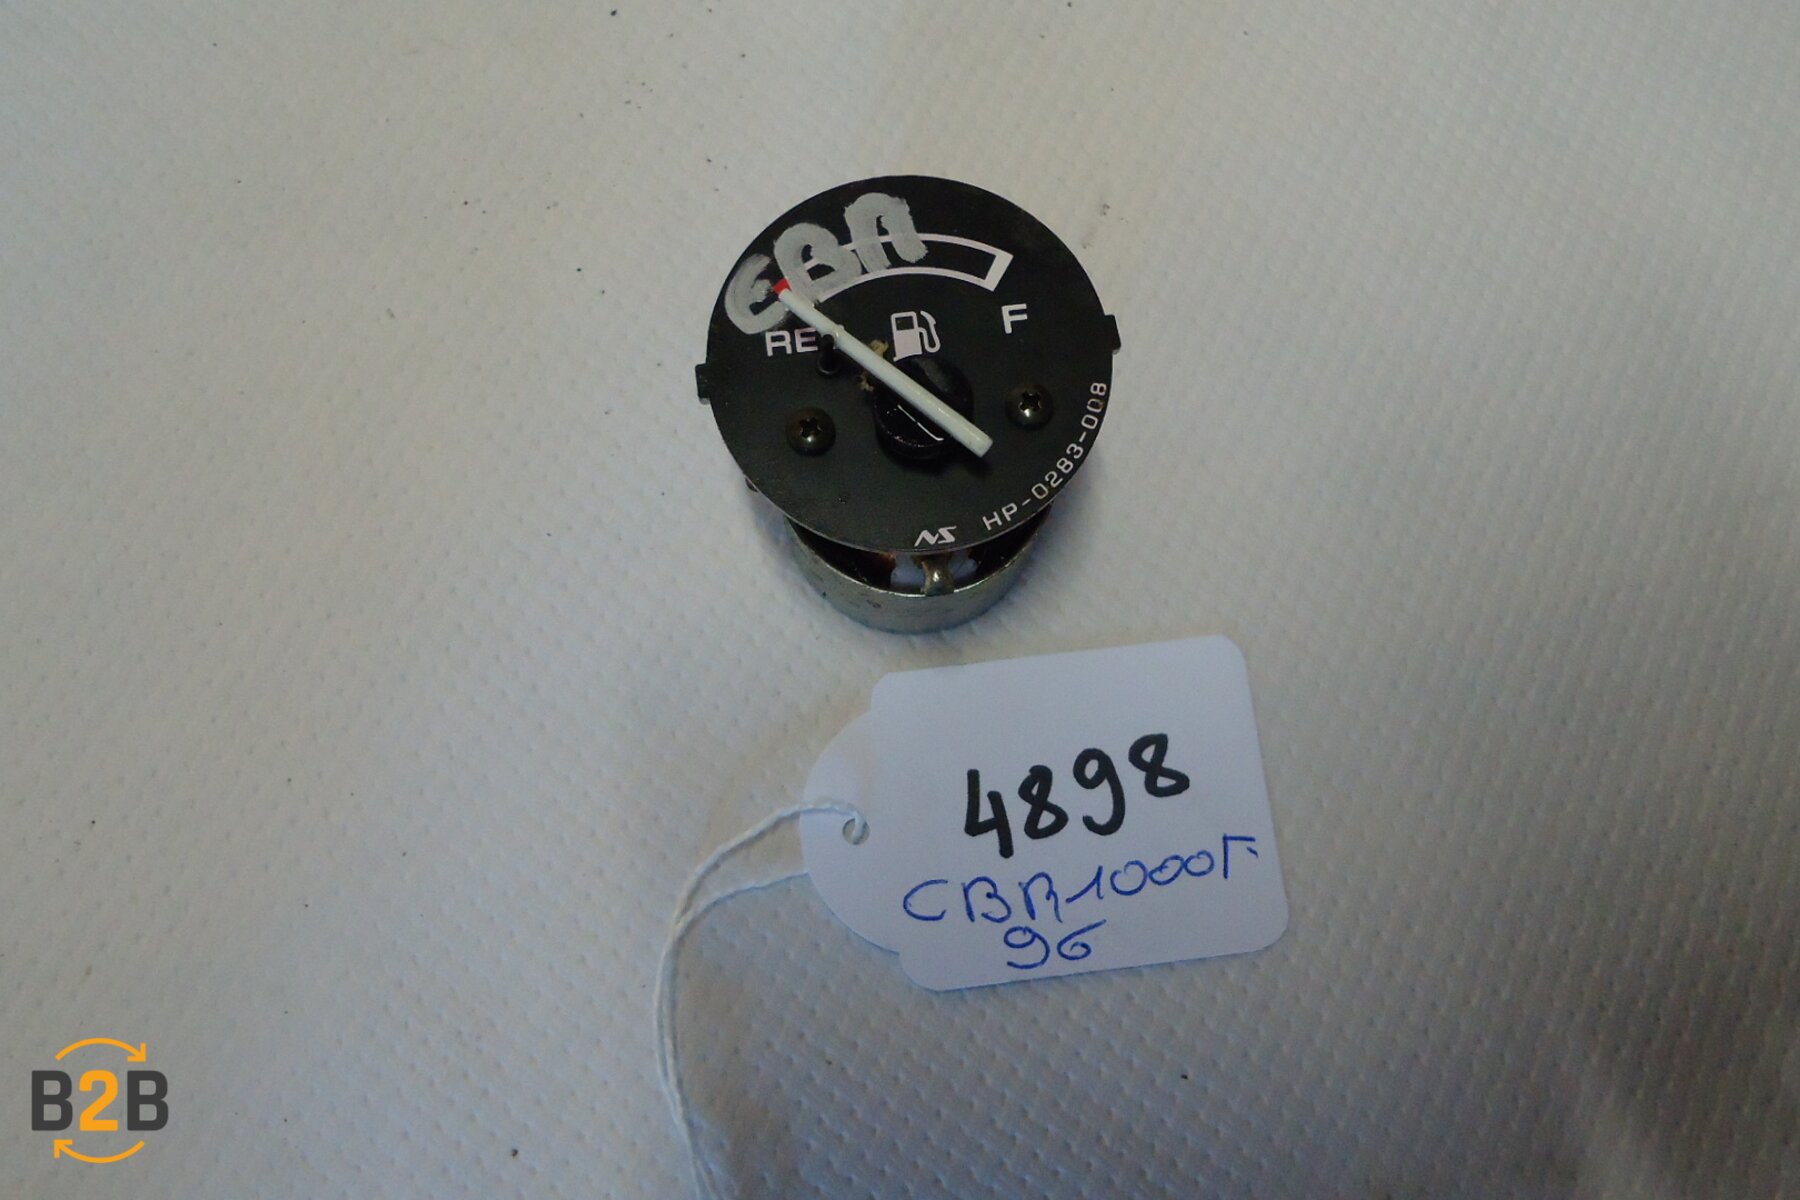 CBR
RE
F
HP-0283-008
NS
4898
CBR1000F
96
B2B